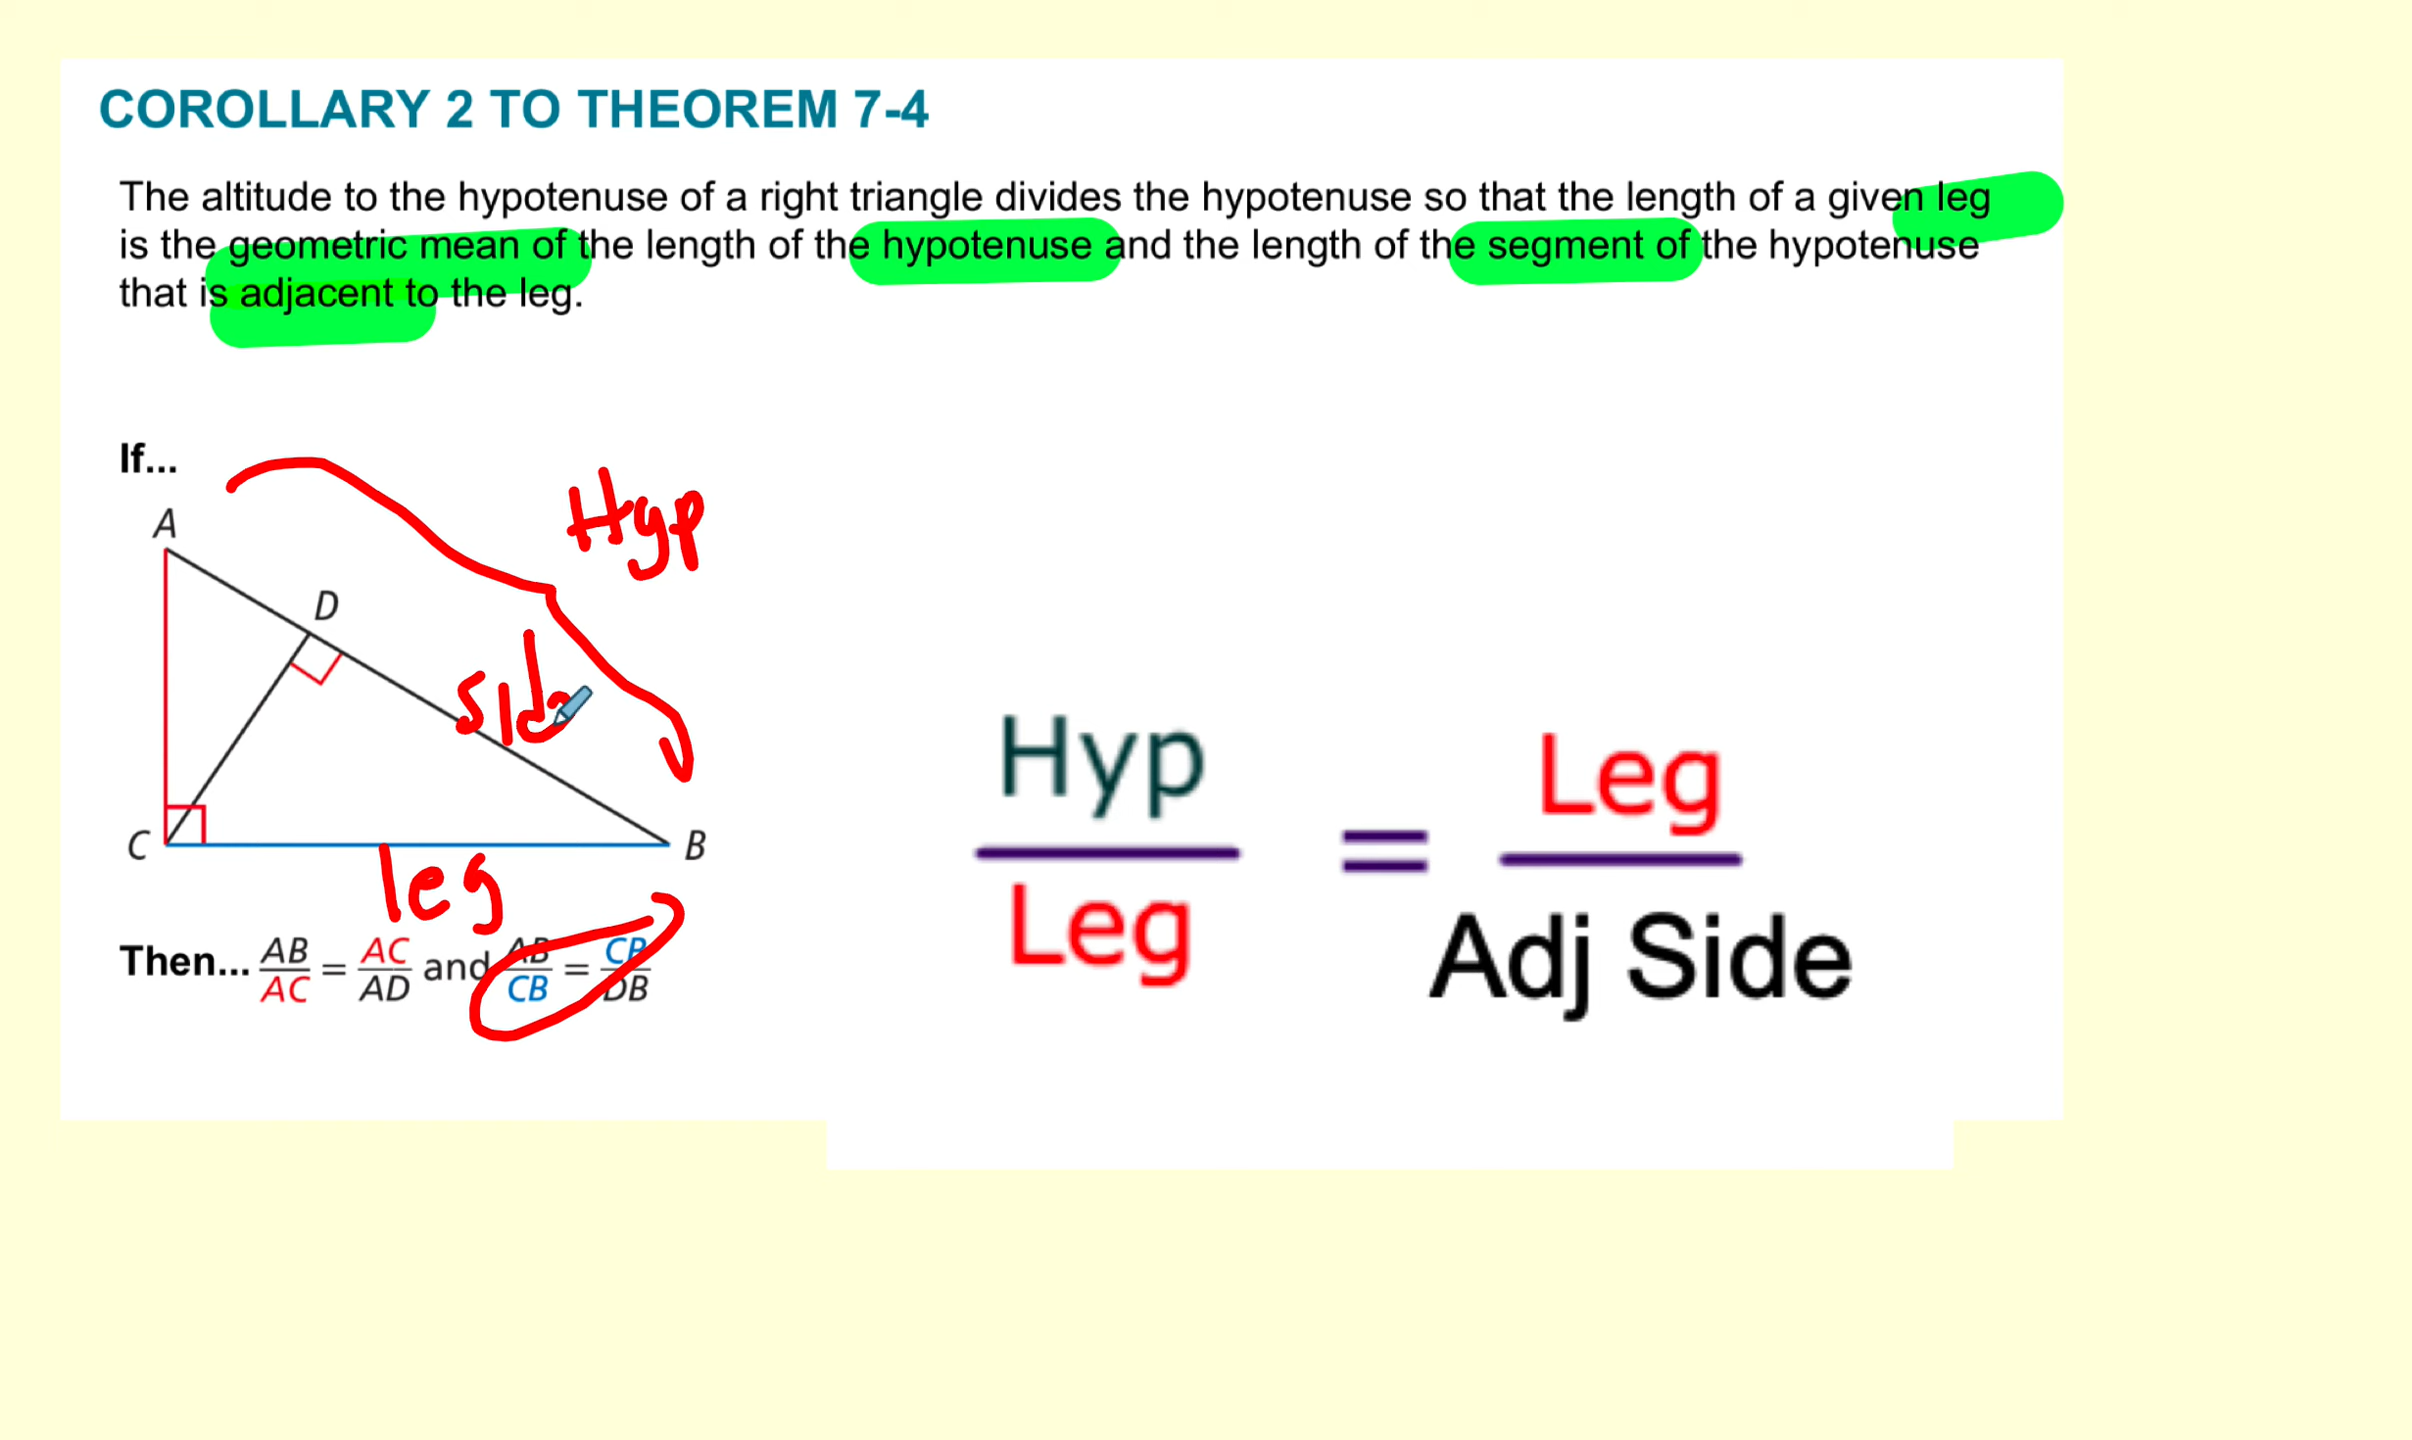 COROLLARY 2 TO THEOREM 7-4
The altitude to the hypotenuse of a right triangle divides the hypotenuse so that the length of a given leg
is the geometric mean of the length of the hypotenuse and the length of the segment of the hypotenuse
that is adjacent to the leg.
If...
Hyp
A
D
side
C
B
leg
Then... AB/AC = AC/AD and AB/CB = CB/DB
Hyp/Leg = Leg/Adj Side